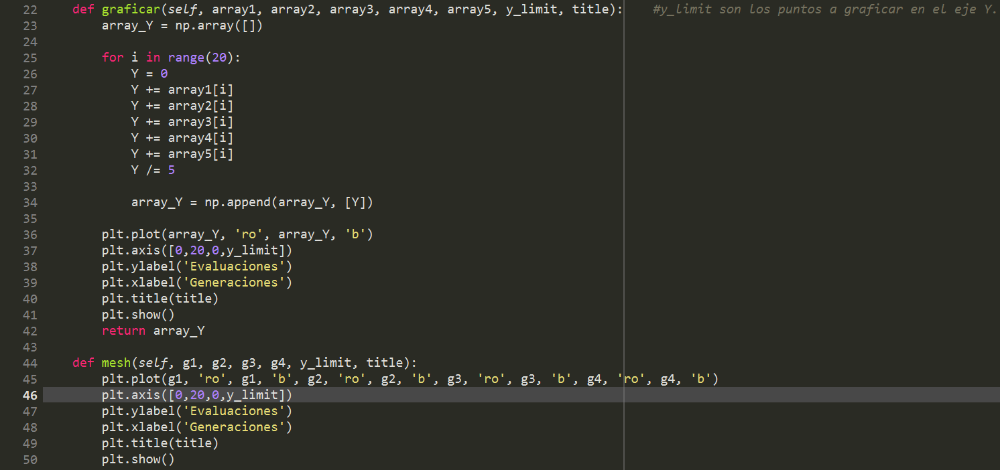 22 def graficar(self, array1, array2, array3, array4, array5, y_limit, title): #y_limit son los puntos a graficar en el eje Y.
23 array_Y = np.array([])
24
25 for i in range(20):
26 Y = 0
27 Y += array1[i]
28 Y += array2[i]
29 Y += array3[i]
30 Y += array4[i]
31 Y += array5[i]
32 Y /= 5
33
34 array_Y = np.append(array_Y, [Y])
35
36 plt.plot(array_Y, 'ro', array_Y, 'b')
37 plt.axis([0,20,0,y_limit])
38 plt.ylabel('Evaluaciones')
39 plt.xlabel('Generaciones')
40 plt.title(title)
41 plt.show()
42 return array_Y
43
44 def mesh(self, g1, g2, g3, g4, y_limit, title):
45 plt.plot(g1, 'ro', g1, 'b', g2, 'ro', g2, 'b', g3, 'ro', g3, 'b', g4, 'ro', g4, 'b')
46 plt.axis([0,20,0,y_limit])
47 plt.ylabel('Evaluaciones')
48 plt.xlabel('Generaciones')
49 plt.title(title)
50 plt.show()